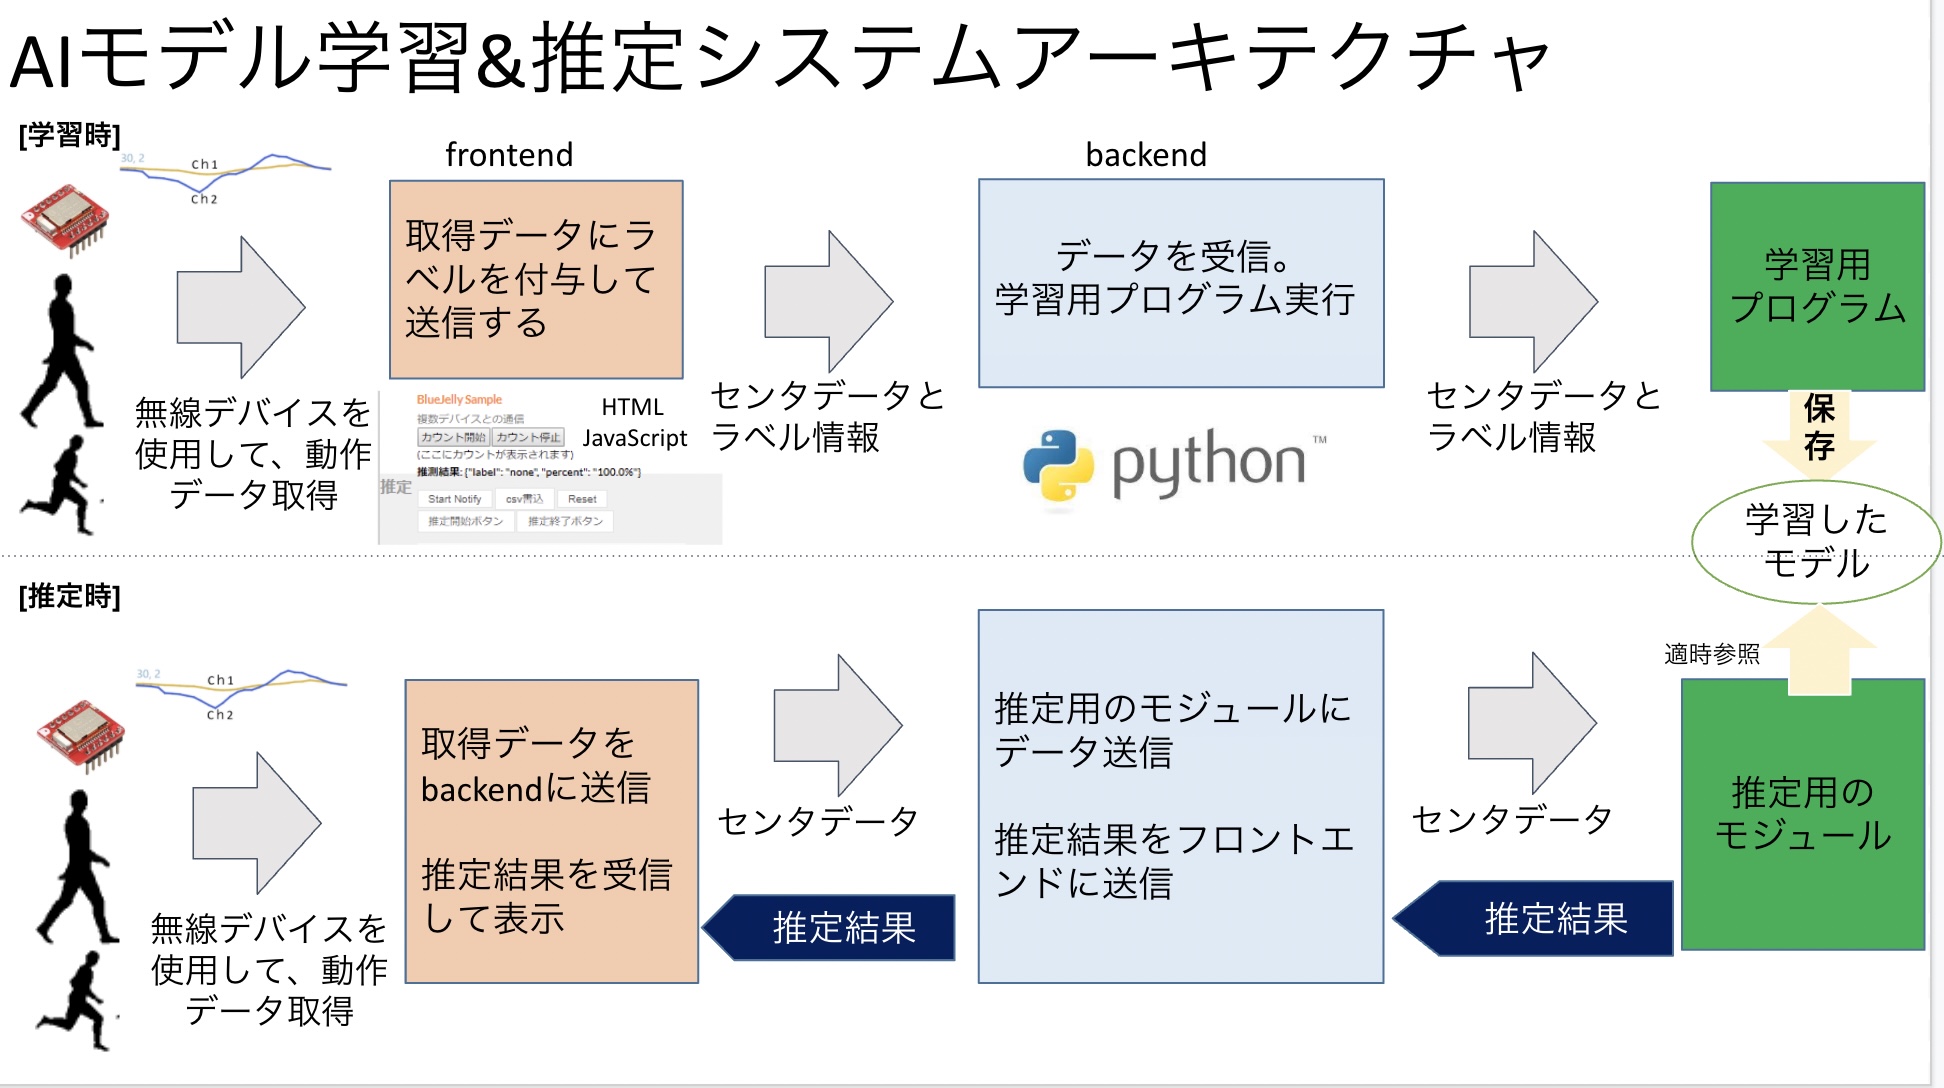 AIモデル学習&推定システムアーキテクチャ
[学習時]
30, 2
Ch1
Ch2
無線デバイスを
使用して、動作
データ取得
frontend
取得データにラ
ベルを付与して
送信する
BlueJelly Sample
複数デバイスとの通信
カウント開始 カウント停止
(ここにカウントが表示されます)
推測結果: {"label": "none", "percent": "100.0%"}
推定
Start Notify csv書込 Reset
推定開始ボタン 推定終了ボタン
HTML
JavaScript
センタデータと
ラベル情報
backend
データを受信。
学習用プログラム実行
python™
センタデータと
ラベル情報
学習用
プログラム
保
存
学習した
モデル
[推定時]
30, 2
Ch1
Ch2
無線デバイスを
使用して、動作
データ取得
取得データを
backendに送信
推定結果を受信
して表示
センタデータ
推定結果
推定用のモジュールに
データ送信
推定結果をフロントエ
ンドに送信
センタデータ
推定結果
適時参照
推定用の
モジュール